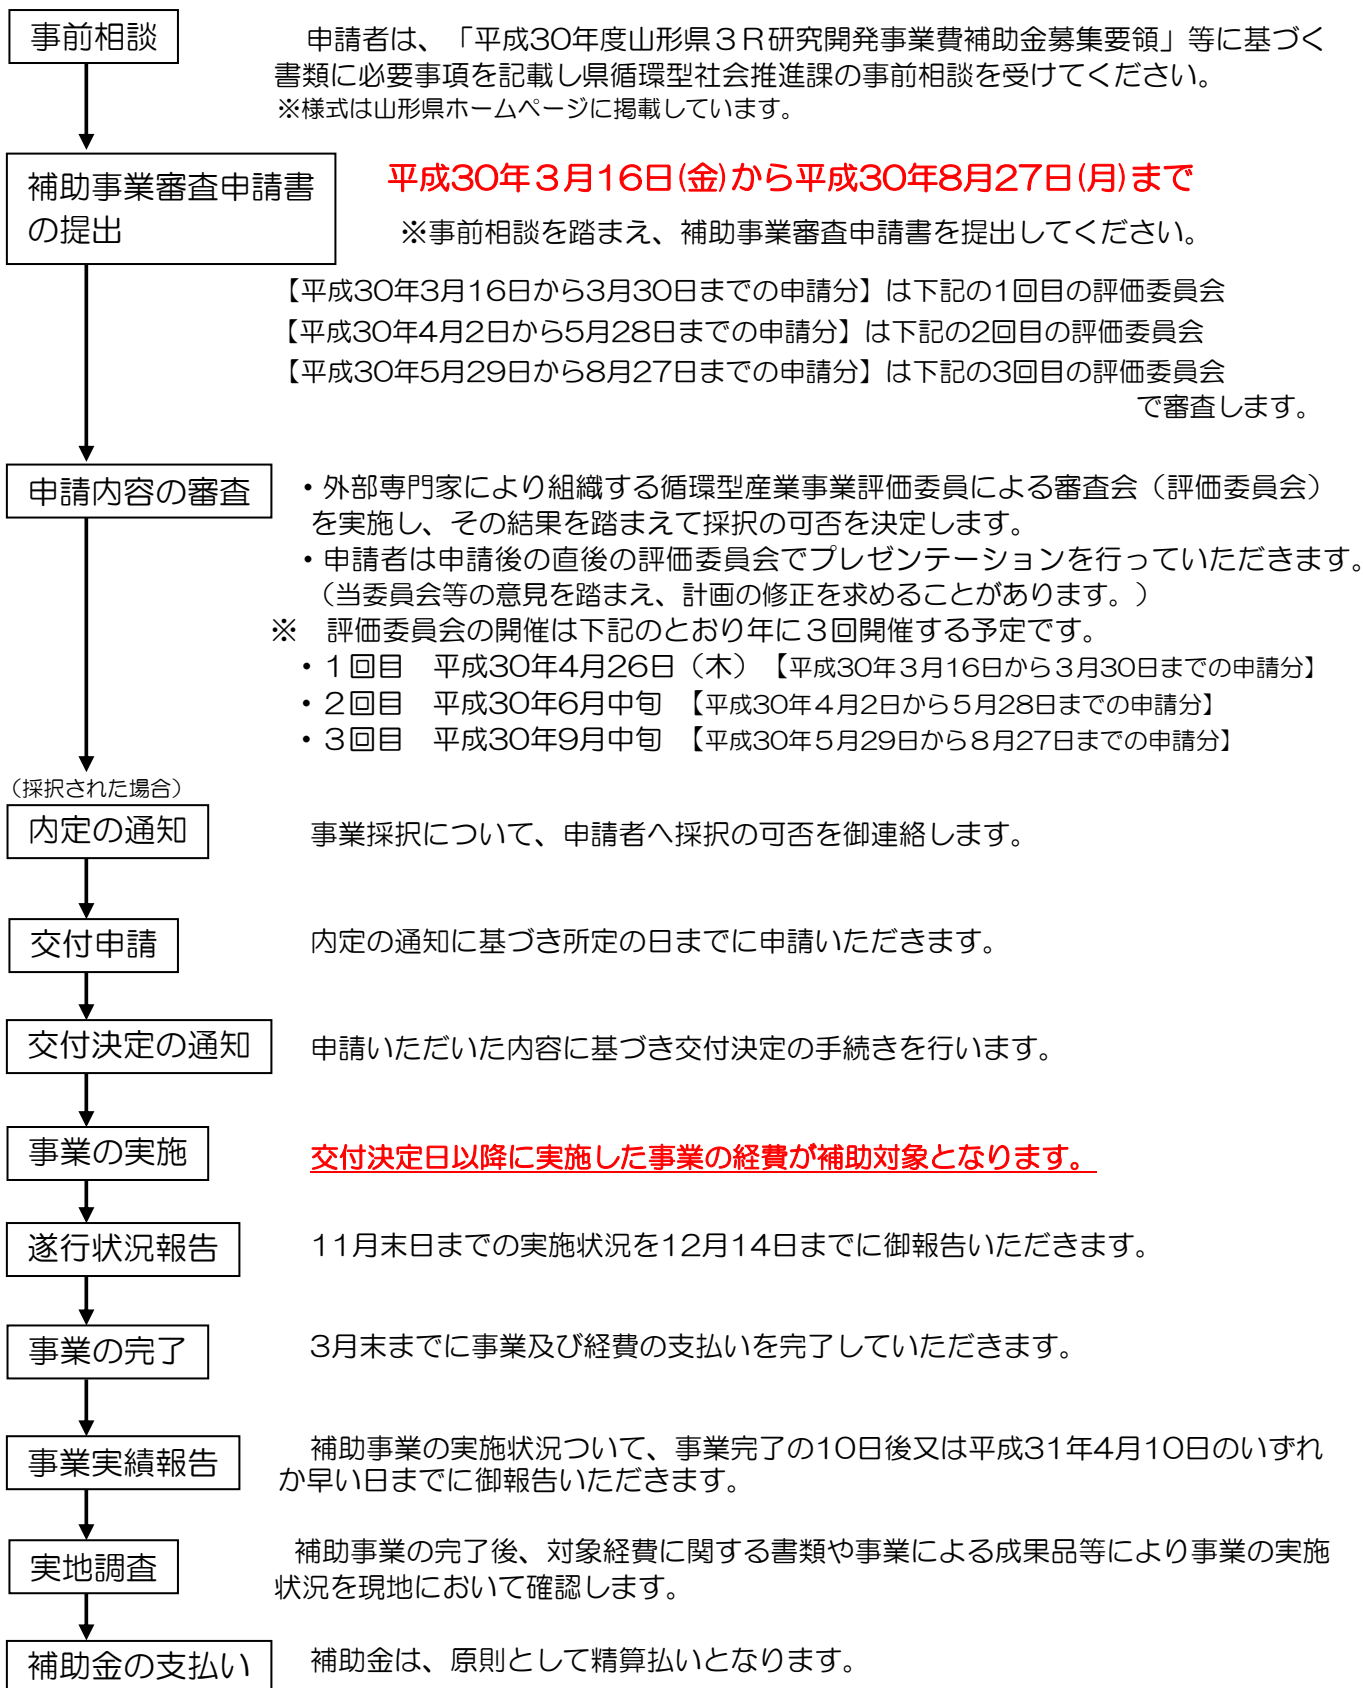 事前相談
申請者は、「平成30年度山形県3R研究開発事業費補助金募集要領」等に基づく
書類に必要事項を記載し県循環型社会推進課の事前相談を受けてください。
※様式は山形県ホームページに掲載しています。
補助事業審査申請書
の提出
平成30年3月16日(金)から平成30年8月27日(月)まで
※事前相談を踏まえ、補助事業審査申請書を提出してください。
【平成30年3月16日から3月30日までの申請分】は下記の1回目の評価委員会
【平成30年4月2日から5月28日までの申請分】は下記の2回目の評価委員会
【平成30年5月29日から8月27日までの申請分】は下記の3回目の評価委員会
で審査します。
申請内容の審査
・外部専門家により組織する循環型産業事業評価委員による審査会（評価委員会）
を実施し、その結果を踏まえて採択の可否を決定します。
・申請者は申請後の直後の評価委員会でプレゼンテーションを行っていただきます。
（当委員会等の意見を踏まえ、計画の修正を求めることがあります。）
※　評価委員会の開催は下記のとおり年に３回開催する予定です。
・１回目　平成30年4月26日（木）【平成30年３月16日から３月30日までの申請分】
・２回目　平成30年6月中旬　【平成30年４月2日から５月28日までの申請分】
・３回目　平成30年9月中旬　【平成30年５月29日から８月27日までの申請分】
（採択された場合）
内定の通知
事業採択について、申請者へ採択の可否を御連絡します。
交付申請
内定の通知に基づき所定の日までに申請いただきます。
交付決定の通知
申請いただいた内容に基づき交付決定の手続きを行います。
事業の実施
交付決定日以降に実施した事業の経費が補助対象となります。
遂行状況報告
11月末日までの実施状況を12月14日までに御報告いただきます。
事業の完了
3月末までに事業及び経費の支払いを完了していただきます。
事業実績報告
補助事業の実施状況ついて、事業完了の10日後又は平成31年4月10日のいずれ
か早い日までに御報告いただきます。
実地調査
補助事業の完了後、対象経費に関する書類や事業による成果品等により事業の実施
状況を現地において確認します。
補助金の支払い
補助金は、原則として精算払いとなります。